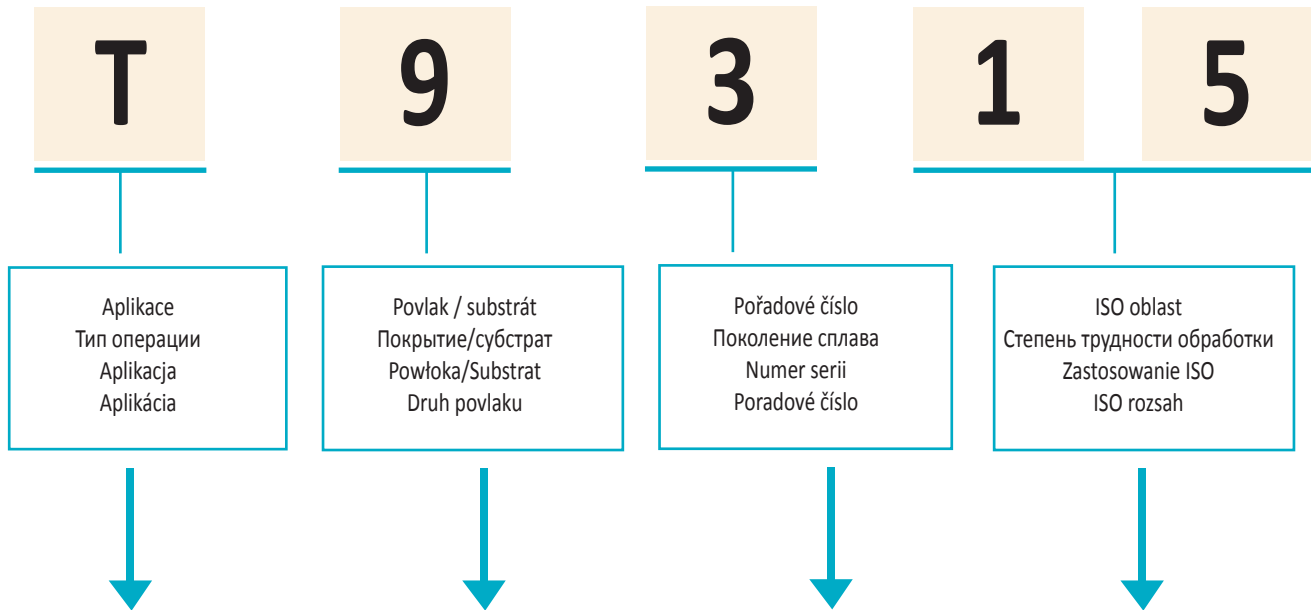 T 9 3 1 5
Aplikace
Тип операции
Aplikacja
Aplikácia
Povlak / substrát
Покрытие/субстрат
Powłoka/Substrat
Druh povlaku
Pořadové číslo
Поколение сплава
Numer serii
Poradové číslo
ISO oblast
Степень трудности обработки
Zastosowanie ISO
ISO rozsah